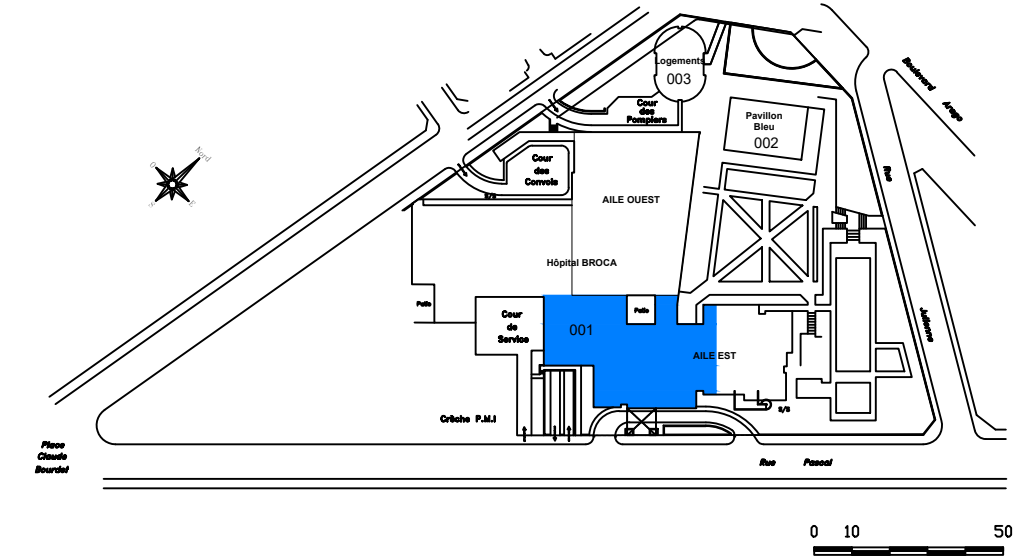 Boulevard Arago
Logements
003
Cour
des
Pompiers
Pavillon
Bleu
002
Nord
O
S
E
Cour
des
Convois
S/S
Rue Julienne
AILE OUEST
Hôpital BROCA
Patio
Cour
de
Service
001
Patio
AILE EST
S/S
Crèche P.M.I
Place
Claude
Bourdet
Rue Pascal
0 10 50